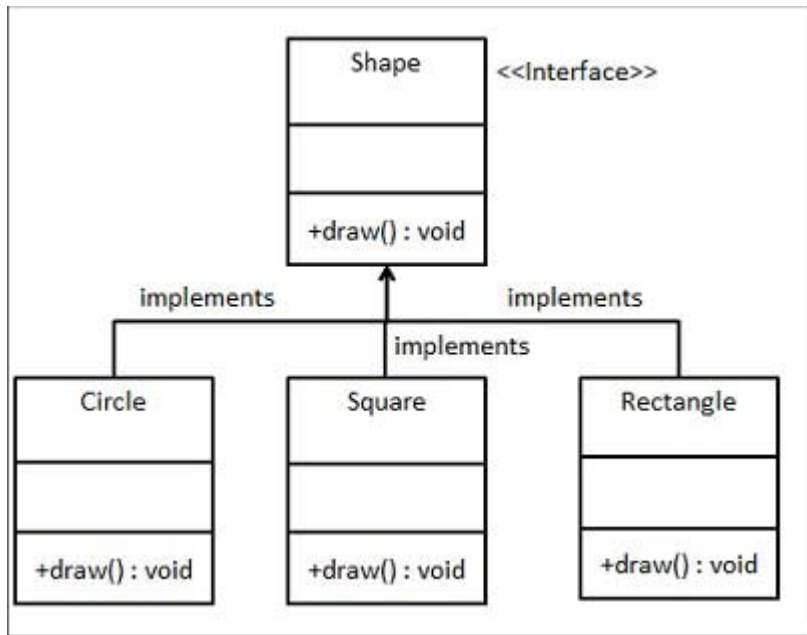 Shape
<<Interface>>
+draw() : void
implements
implements
implements
Circle
Square
Rectangle
+draw() : void
+draw() : void
+draw() : void